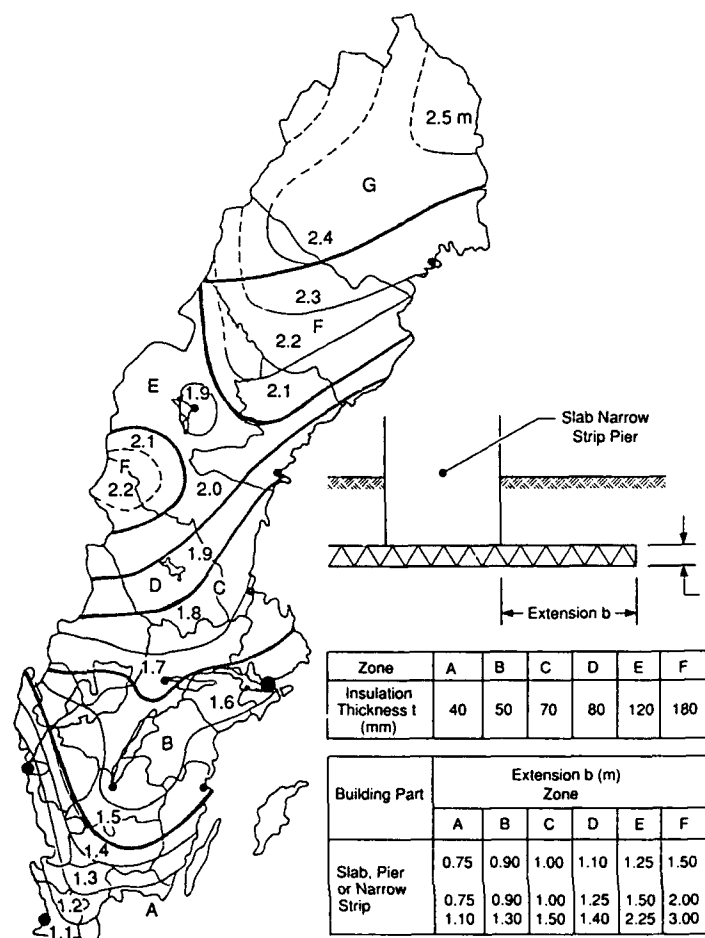 2.5 m
G
2.4
2.3
F
2.2
2.1
E
1.9
2.1
F
2.2
2.0
1.9
D
C
1.8
1.7
1.6
B
1.5
1.4
1.3
1.2
A
1.1
Slab Narrow
Strip Pier
Extension b
Zone A B C D E F
Insulation
Thickness t
(mm)
40 50 70 80 120 180
Building Part
Extension b (m)
Zone
A B C D E F
Slab, Pier
or Narrow
Strip
0.75 0.90 1.00 1.10 1.25 1.50
0.75 0.90 1.00 1.25 1.50 2.00
1.10 1.30 1.50 1.40 2.25 3.00